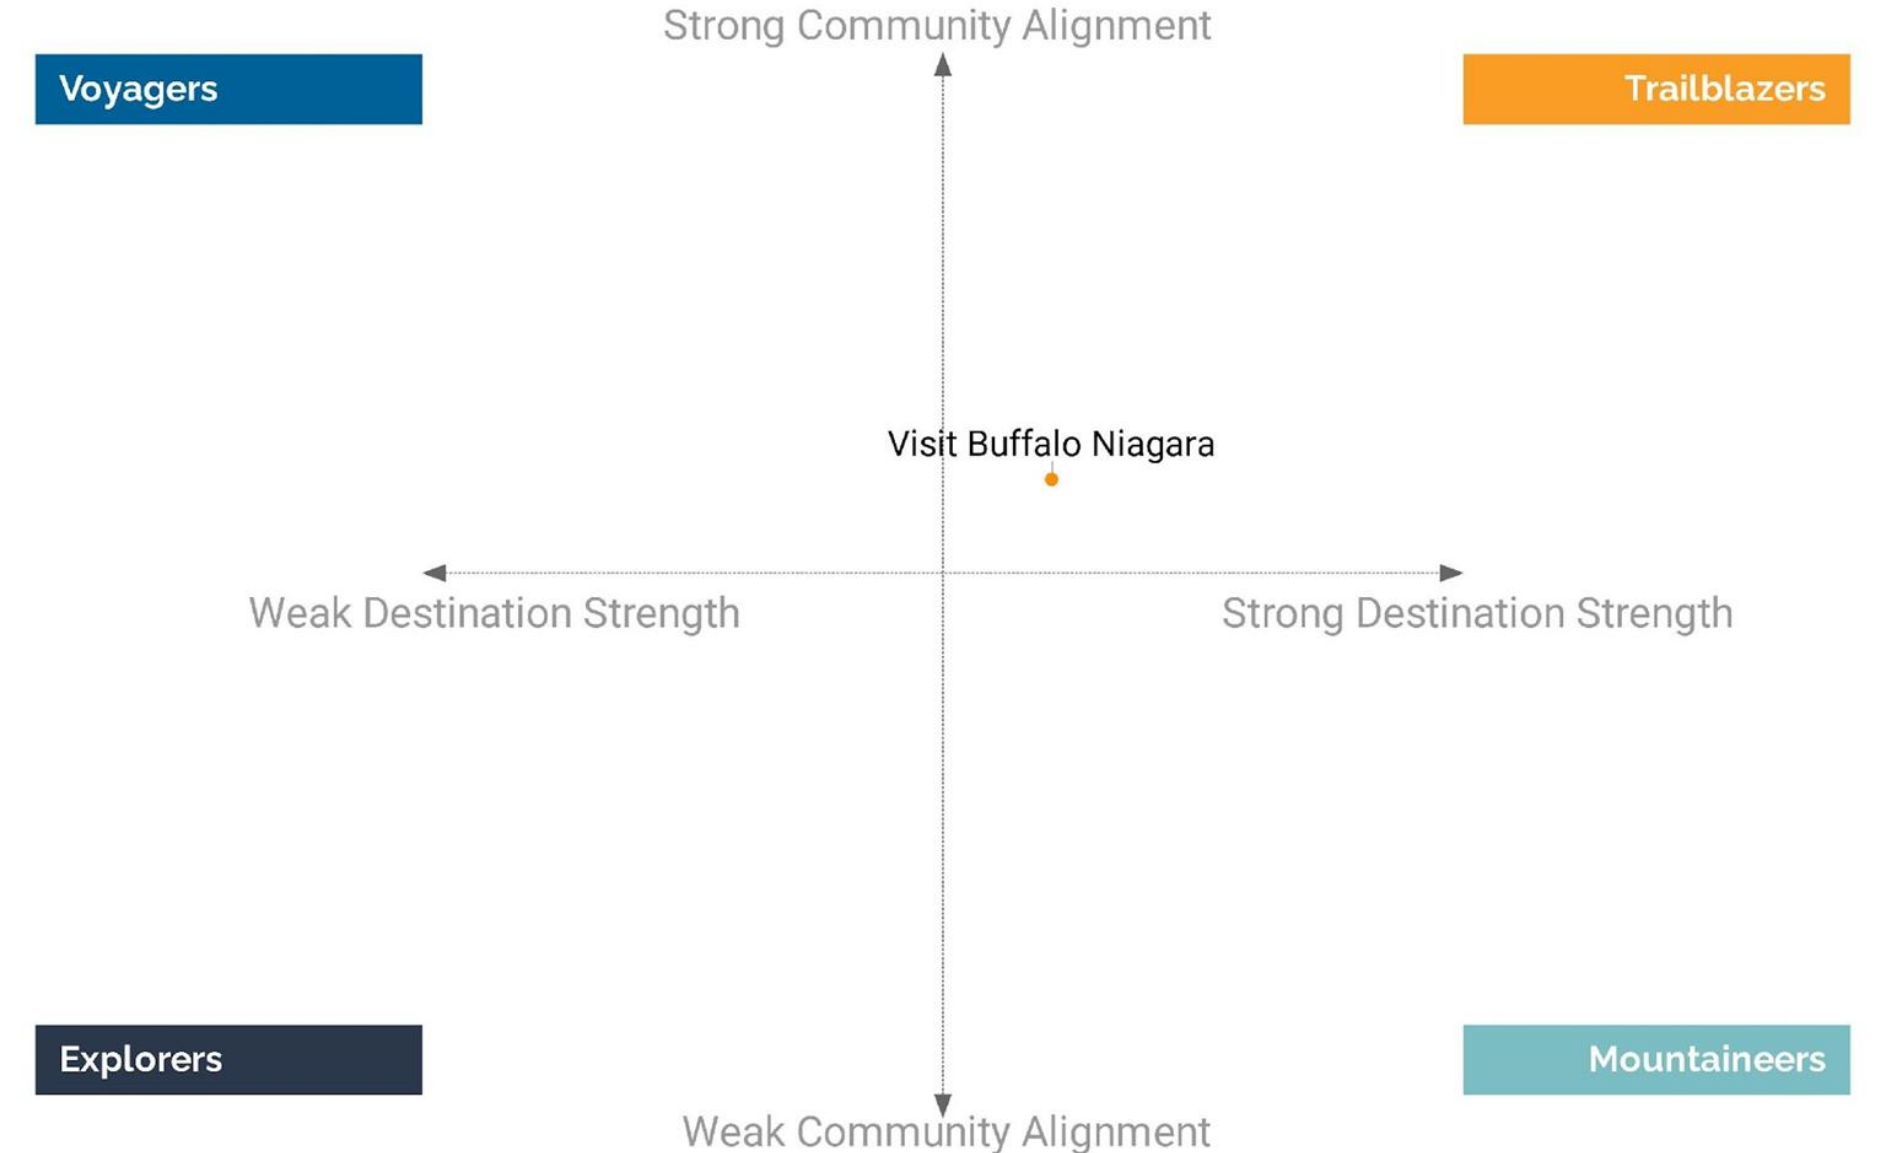 Strong Community Alignment
Voyagers
Trailblazers
Visit Buffalo Niagara
Weak Destination Strength
Strong Destination Strength
Explorers
Mountaineers
Weak Community Alignment